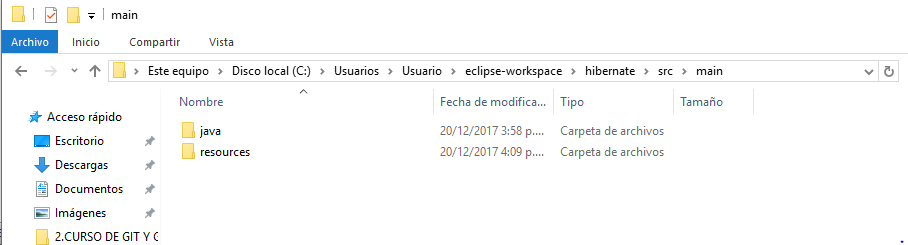 main
Archivo Inicio Compartir Vista
Este equipo > Disco local (C:) > Usuarios > Usuario > eclipse-workspace > hibernate > src > main
Nombre Fecha de modifica... Tipo Tamaño
Acceso rápido
java 20/12/2017 3:58 p.... Carpeta de archivos
Escritorio
resources 20/12/2017 4:09 p.... Carpeta de archivos
Descargas
Documentos
Imágenes
2.CURSO DE GIT Y G